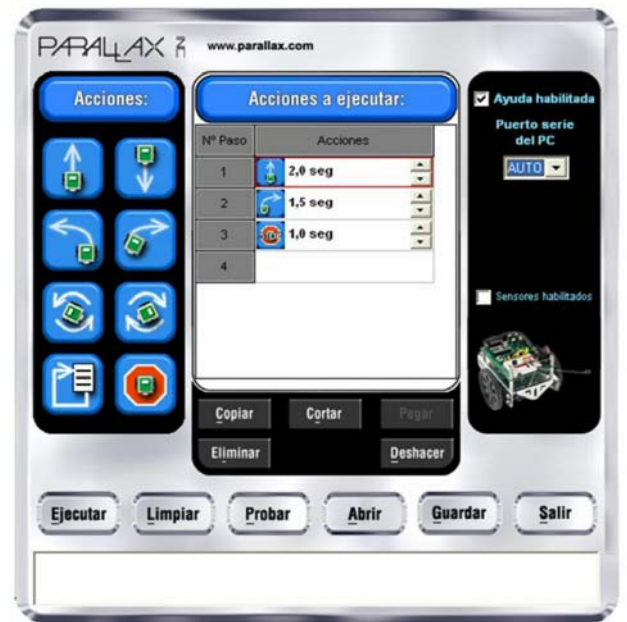 PARALLAX www.parallax.com
Acciones:
Acciones a ejecutar:
Nº Paso Acciones
1 2,0 seg
2 1,5 seg
3 1,0 seg
4
Ayuda habilitada
Puerto serie
del PC
AUTO
Sensores habilitados
Copiar Cortar Pegar
Eliminar Deshacer
Ejecutar Limpiar Probar Abrir Guardar Salir